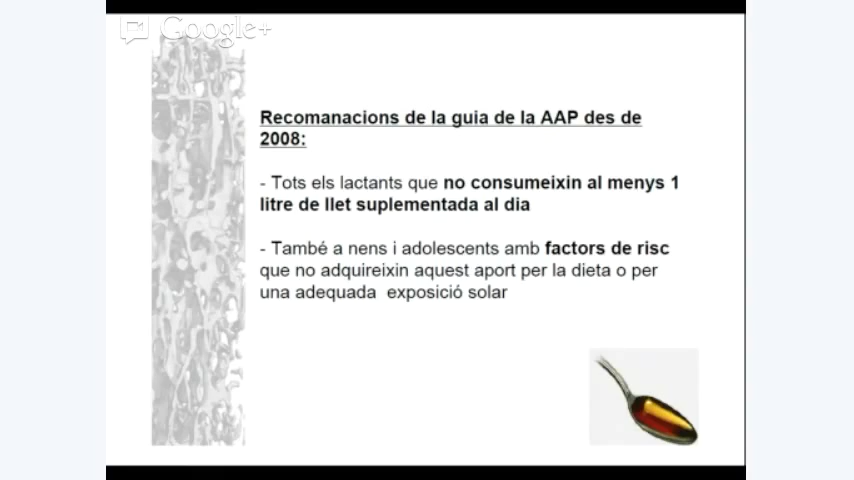 Google+
Recomanacions de la guia de la AAP des de
2008:
- Tots els lactants que no consumeixin al menys 1
litre de llet suplementada al dia
- També a nens i adolescents amb factors de risc
que no adquireixin aquest aport per la dieta o per
una adequada  exposició solar